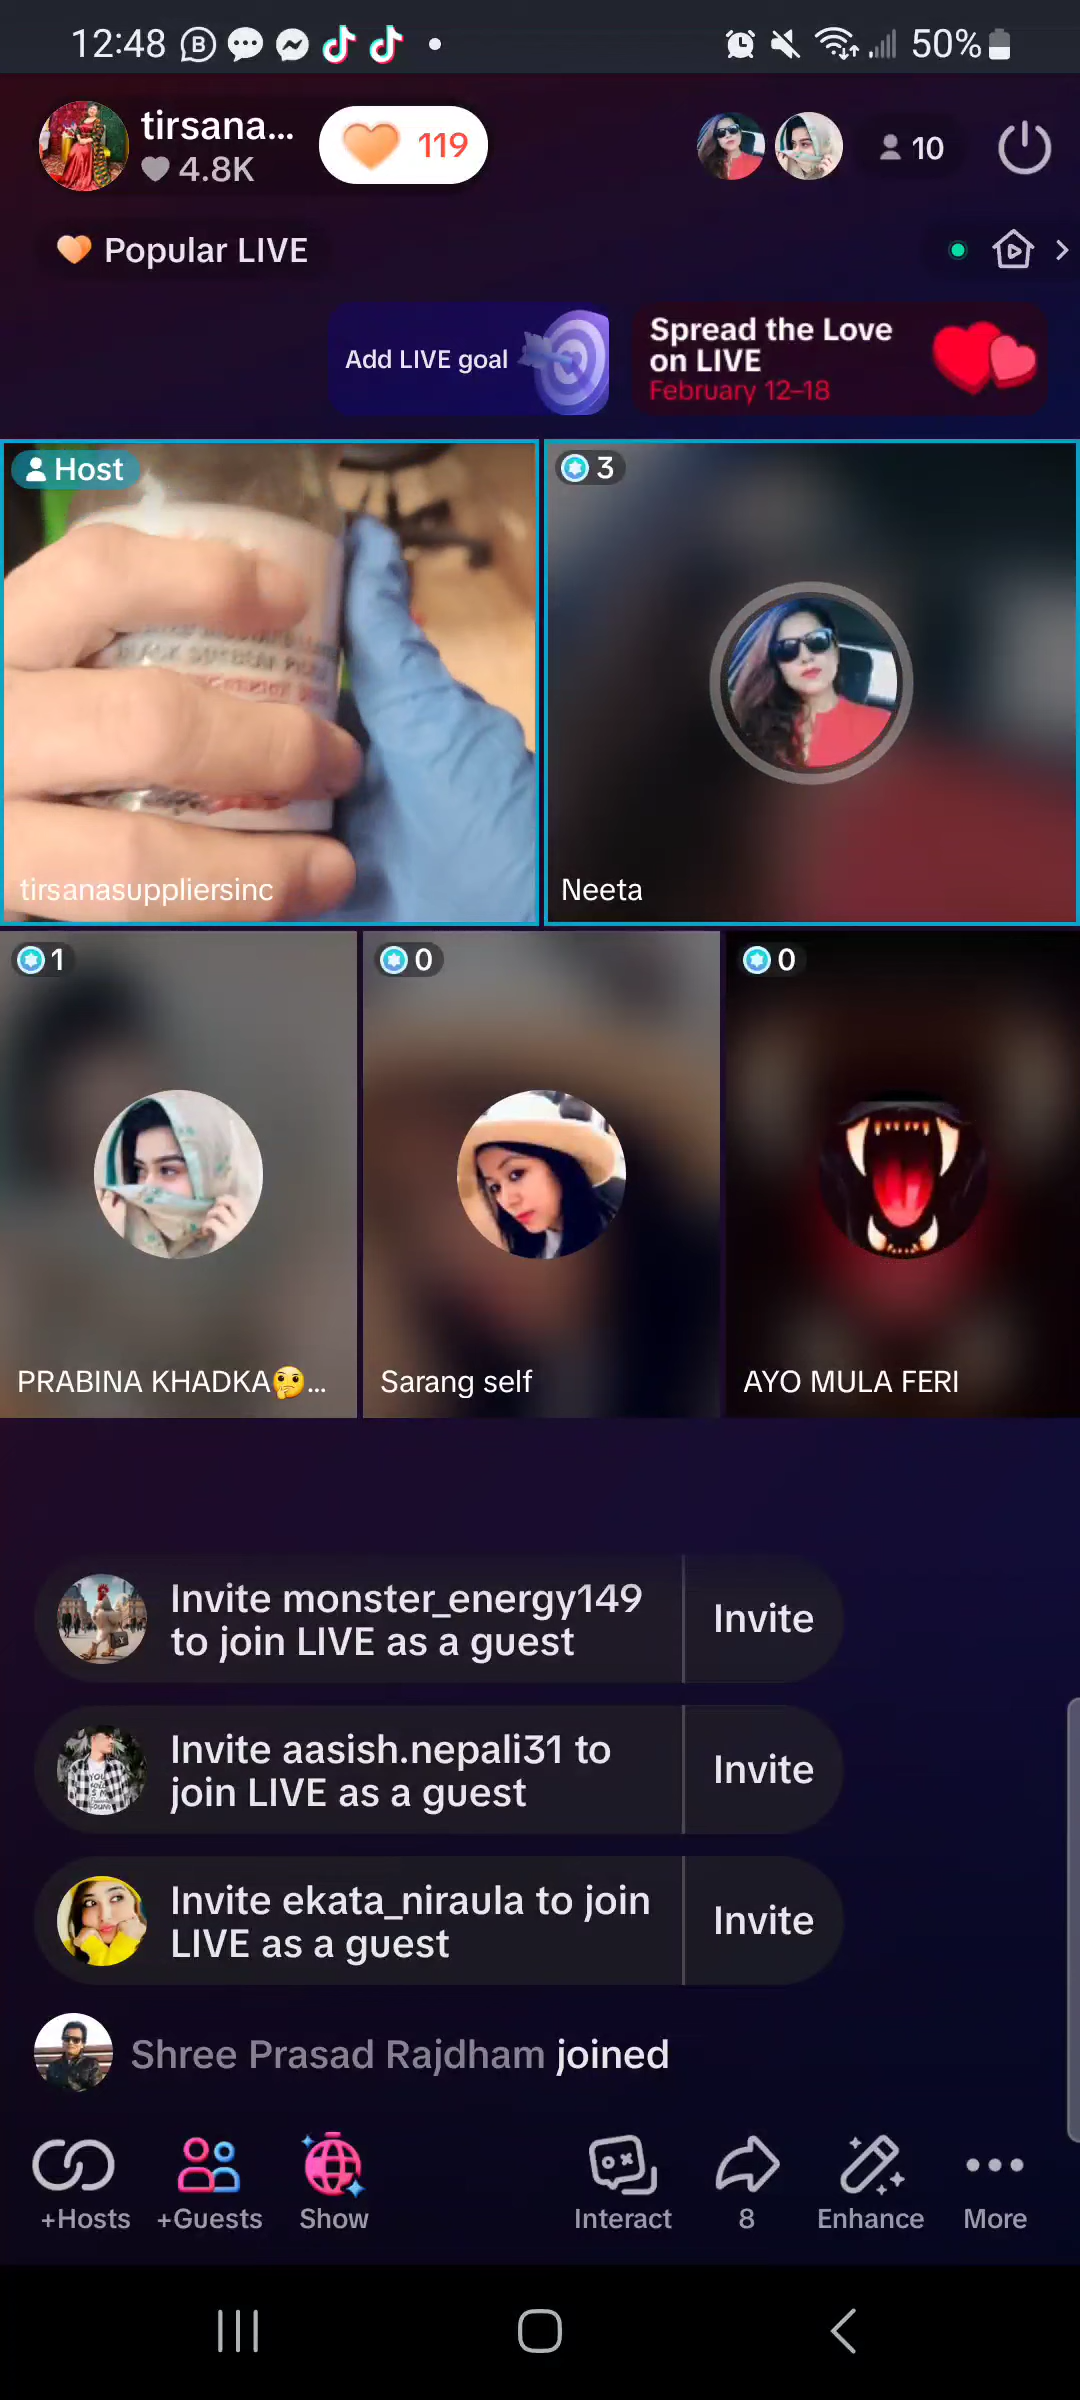 12:48
50%
tirsana...
4.8K
119
10
Popular LIVE
Add LIVE goal
Spread the Love
on LIVE
February 12–18
Host
3
BLACK
tirsanasuppliersinc
Neeta
1
0
0
PRABINA KHADKA🤔...
Sarang self
AYO MULA FERI
Invite monster_energy149
to join LIVE as a guest
Invite
Invite aasish.nepali31 to
join LIVE as a guest
Invite
Invite ekata_niraula to join
LIVE as a guest
Invite
Shree Prasad Rajdham joined
+Hosts
+Guests
Show
Interact
8
Enhance
More